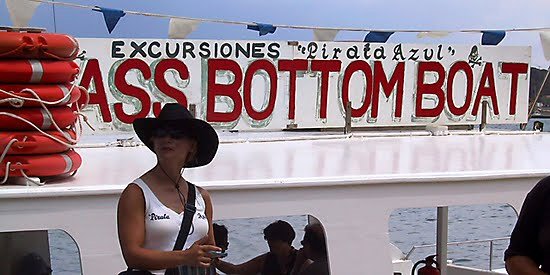 EXCURSIONES "Pirata Azul"
ASS.BOTTOM BOAT
Pirata